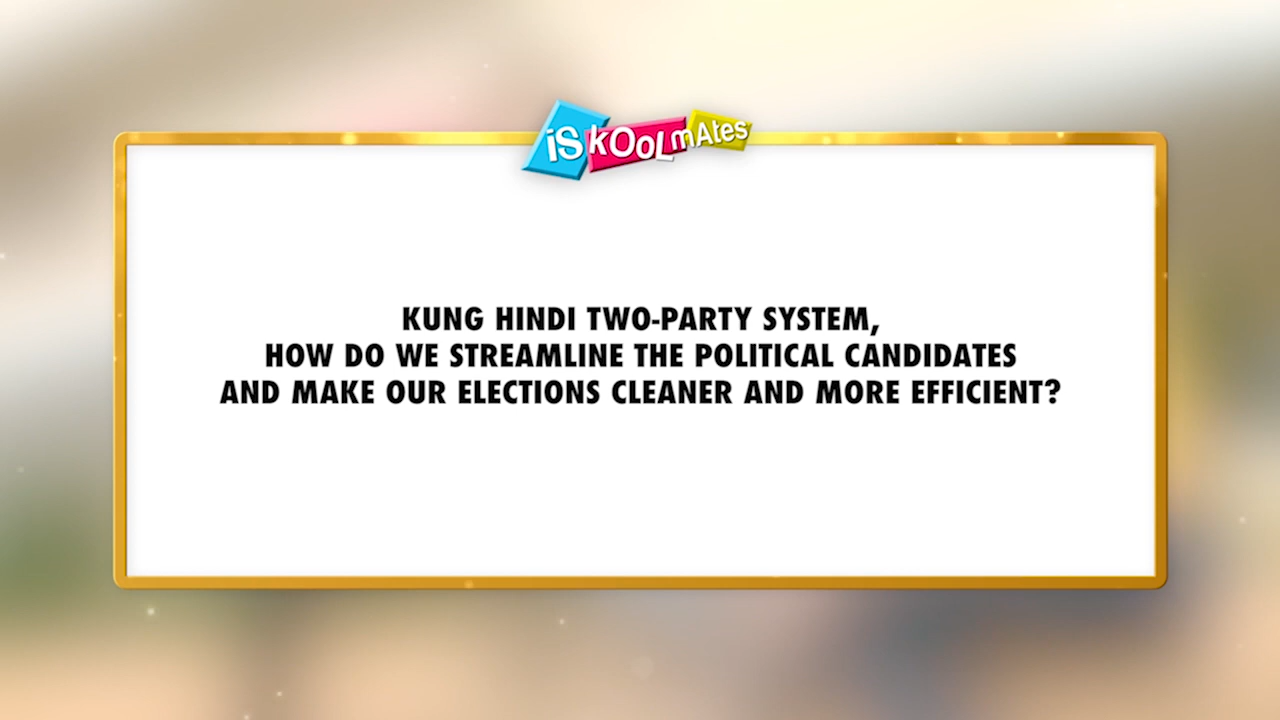 iskoolmates
KUNG HINDI TWO-PARTY SYSTEM,
HOW DO WE STREAMLINE THE POLITICAL CANDIDATES
AND MAKE OUR ELECTIONS CLEANER AND MORE EFFICIENT?